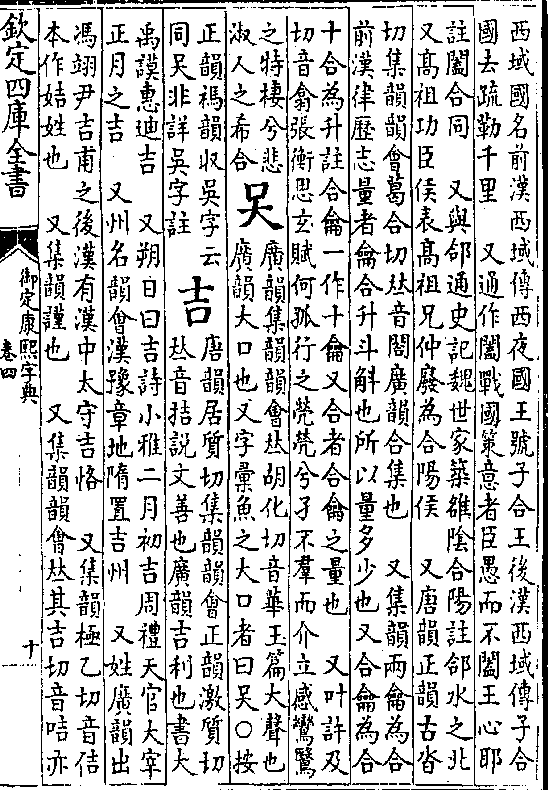 西域國名前漢西域傳西夜國王號子合王後漢西域傳子合
國去疏勒千里　又通作闔戰國策意者臣愚而不闔王心耶
註闔合同　又與郃通史記魏世家築雒陰合陽註郃水之北
又高祖功臣侯表高祖兄仲廢為合陽侯　又唐韻正韻古沓
切集韻韻會葛合切𠀤音閤廣韻合集也　又集韻兩龠為合
前漢律歷志量者龠合升斗斛也所以量多少也又合龠為合
十合為升註合龠一作十龠又合者合龠之量也　又叶許及
切音翕張衡思玄賦何孤行之煢煢兮孑不羣而介立感鸞鷖
之特棲兮悲淑人之希合
吴　廣韻集韻韻會𠀤胡化切音華玉篇大聲也廣韻大口也又字彙魚之大口者曰吴○按
正韻禡韻收吳字云同吴非詳吳字註
吉　唐韻居質切集韻韻會正韻激質切𠀤音拮說文善也廣韻吉利也書大
禹謨惠迪吉　又朔日曰吉詩小雅二月初吉周禮天官大宰
正月之吉　又州名韻會漢豫章地隋置吉州　又姓廣韻出
馮翊尹吉甫之後漢有漢中太守吉恪　又集韻極乙切音佶
本作姞姓也　又集韻謹也　又集韻韻會𠀤其吉切音咭亦
欽定四庫全書
御定康熙字典
卷四
十